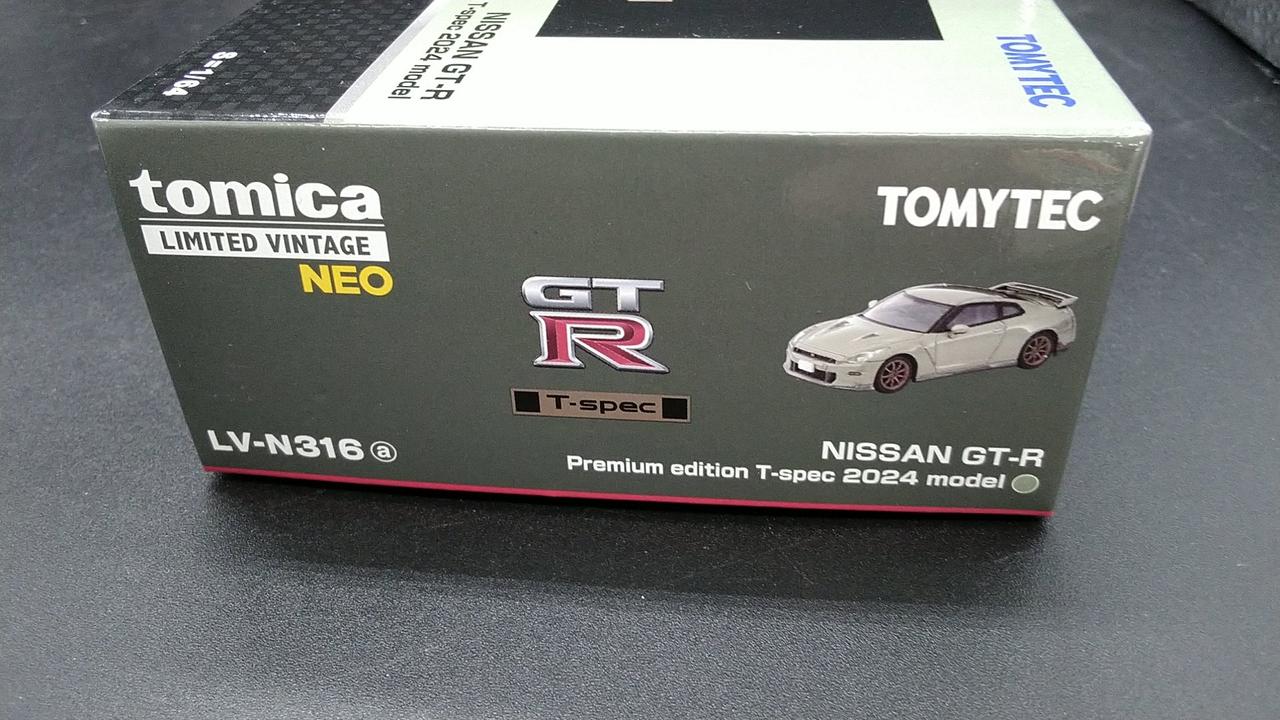 S=1/64
NISSAN GT-R
T-spec 2024 model
TOMYTEC
tomica
LIMITED VINTAGE
NEO
TOMYTEC
GT
R
T-spec
LV-N316 ⓐ
NISSAN GT-R
Premium edition T-spec 2024 model